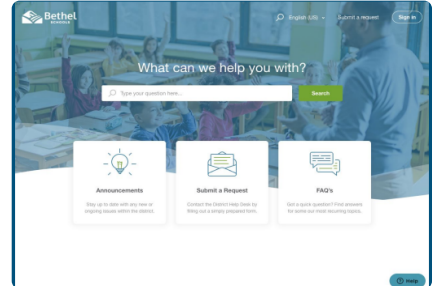 Bethel
SCHOOLS
English (US)
Submit a request
Sign in
What can we help you with?
Type your question here...
Search
Announcements
Stay up to date with any new or
ongoing issues within the district.
Submit a Request
Contact the District Help Desk by
filling out a simply prepared form.
FAQ's
Got a quick question? Find answers
for some our most recurring topics.
Help